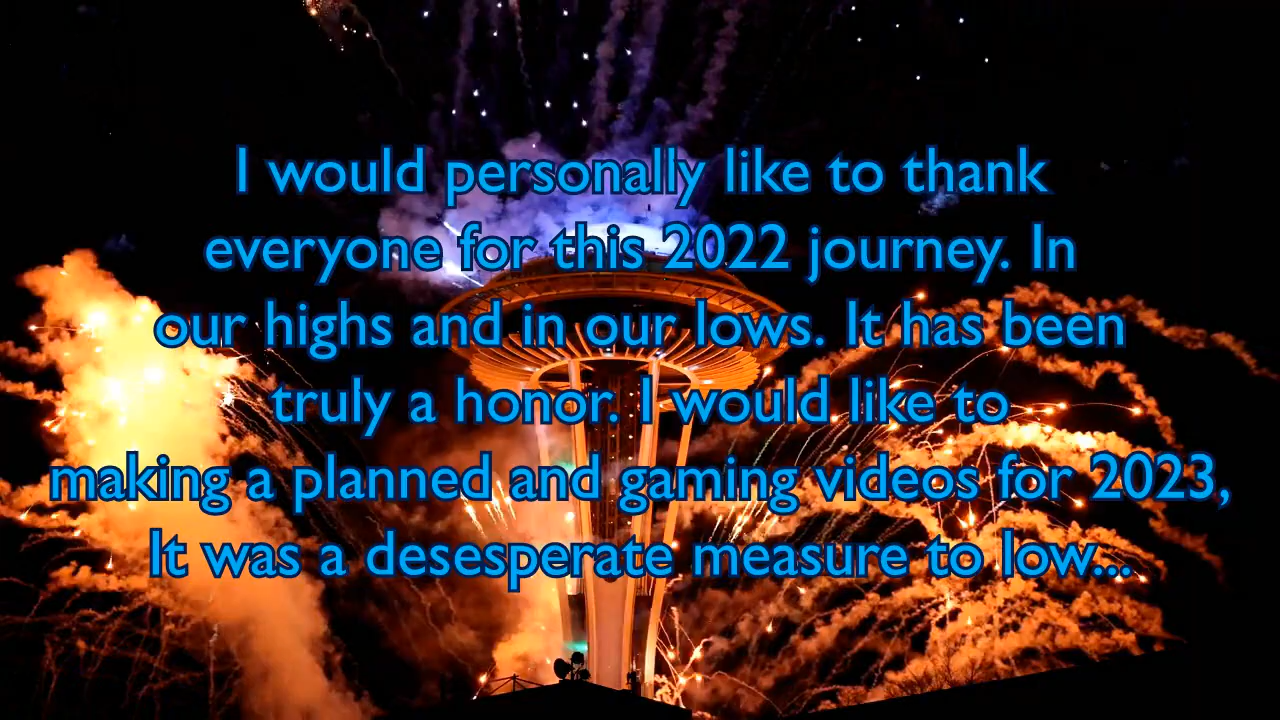 I would personally like to thank
everyone for this 2022 journey. In
our highs and in our lows. It has been
truly a honor. I would like to
making a planned and gaming videos for 2023,
It was a desesperate measure to low...